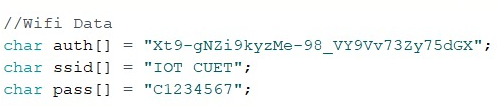 //Wifi Data
char auth[] = "Xt9-gNZi9kyzMe-98_VY9Vv73Zy75dGX";
char ssid[] = "IOT CUET";
char pass[] = "C1234567";